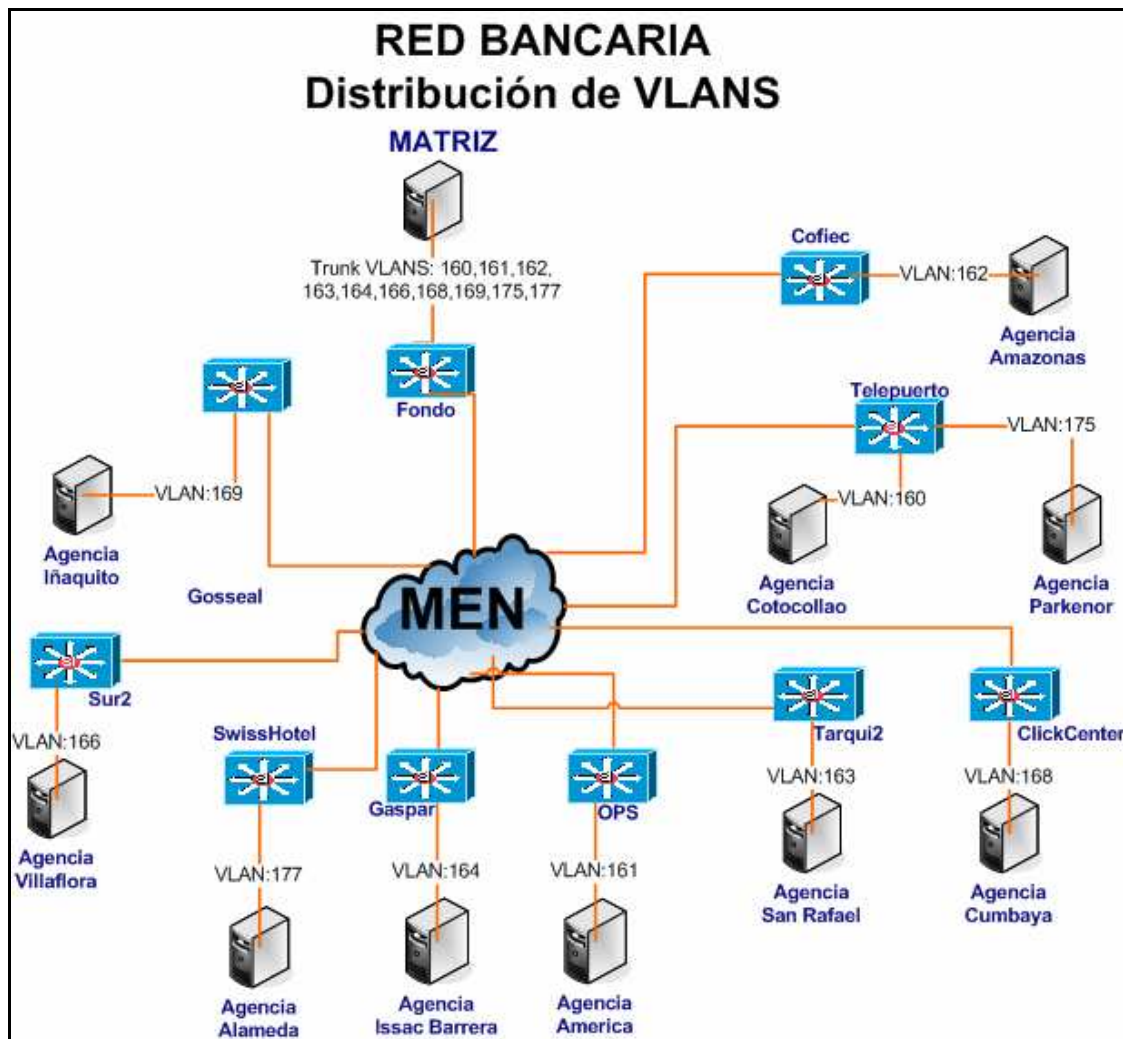 RED BANCARIA
Distribución de VLANS
MATRIZ
Trunk VLANS: 160,161,162,
163,164,166,168,169,175,177
Fondo
Cofiec
VLAN:162
Agencia
Amazonas
Telepuerto
VLAN:175
VLAN:160
Agencia
Cotocollao
Agencia
Parkenor
VLAN:169
Agencia
Iñaquito
Gosseal
MEN
Sur2
VLAN:166
Agencia
Villaflora
SwissHotel
VLAN:177
Agencia
Alameda
Gaspar
VLAN:164
Agencia
Issac Barrera
OPS
VLAN:161
Agencia
America
Tarqui2
VLAN:163
Agencia
San Rafael
ClickCenter
VLAN:168
Agencia
Cumbaya